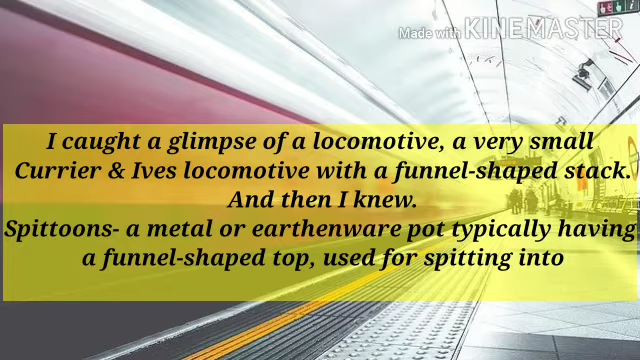 Made with KINEMASTER
I caught a glimpse of a locomotive, a very small
Currier & Ives locomotive with a funnel-shaped stack.
And then I knew.
Spittoons- a metal or earthenware pot typically having
a funnel-shaped top, used for spitting into